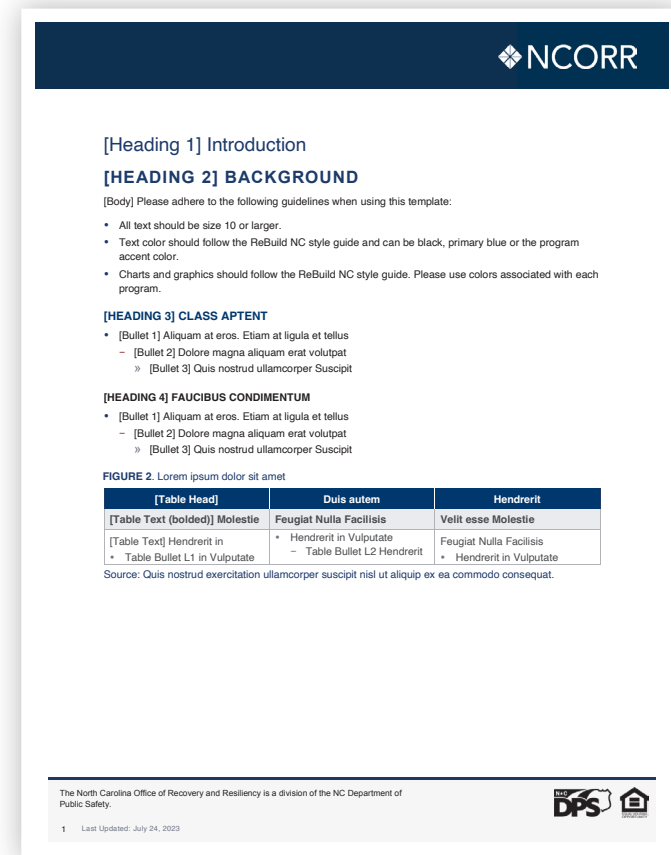 NCORR
[Heading 1] Introduction
[HEADING 2] BACKGROUND
[Body] Please adhere to the following guidelines when using this template:
• All text should be size 10 or larger.
• Text color should follow the ReBuild NC style guide and can be black, primary blue or the program
accent color.
• Charts and graphics should follow the ReBuild NC style guide. Please use colors associated with each
program.
[HEADING 3] CLASS APTENT
• [Bullet 1] Aliquam at eros. Etiam at ligula et tellus
– [Bullet 2] Dolore magna aliquam erat volutpat
» [Bullet 3] Quis nostrud ullamcorper Suscipit
[HEADING 4] FAUCIBUS CONDIMENTUM
• [Bullet 1] Aliquam at eros. Etiam at ligula et tellus
– [Bullet 2] Dolore magna aliquam erat volutpat
» [Bullet 3] Quis nostrud ullamcorper Suscipit
FIGURE 2. Lorem ipsum dolor sit amet
[Table Head] Duis autem Hendrerit
[Table Text (bolded)] Molestie Feugiat Nulla Facilisis Velit esse Molestie
[Table Text] Hendrerit in • Hendrerit in Vulputate Feugiat Nulla Facilisis
• Table Bullet L1 in Vulputate – Table Bullet L2 Hendrerit • Hendrerit in Vulputate
Source: Quis nostrud exercitation ullamcorper suscipit nisl ut aliquip ex ea commodo consequat.
The North Carolina Office of Recovery and Resiliency is a division of the NC Department of
Public Safety.
N*C
DPS
1 Last Updated: July 24, 2023